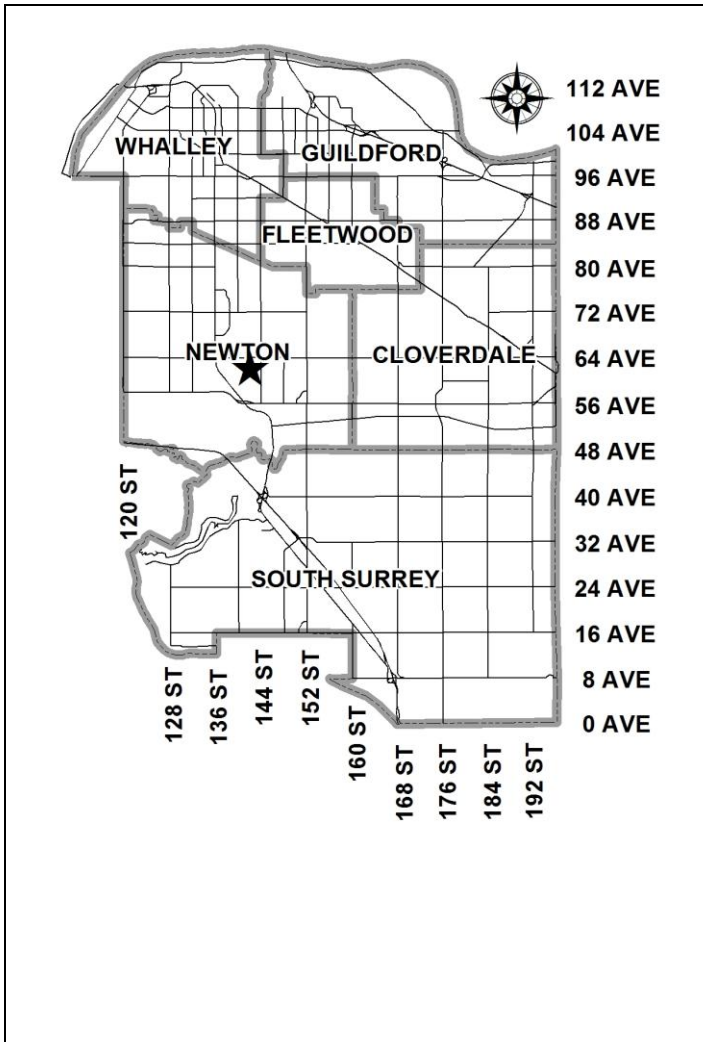 112 AVE
104 AVE
WHALLEY
GUILDFORD
96 AVE
88 AVE
FLEETWOOD
80 AVE
72 AVE
NEWTON
CLOVERDALE
64 AVE
56 AVE
48 AVE
120 ST
40 AVE
32 AVE
SOUTH SURREY
24 AVE
16 AVE
8 AVE
0 AVE
128 ST
136 ST
144 ST
152 ST
160 ST
168 ST
176 ST
184 ST
192 ST